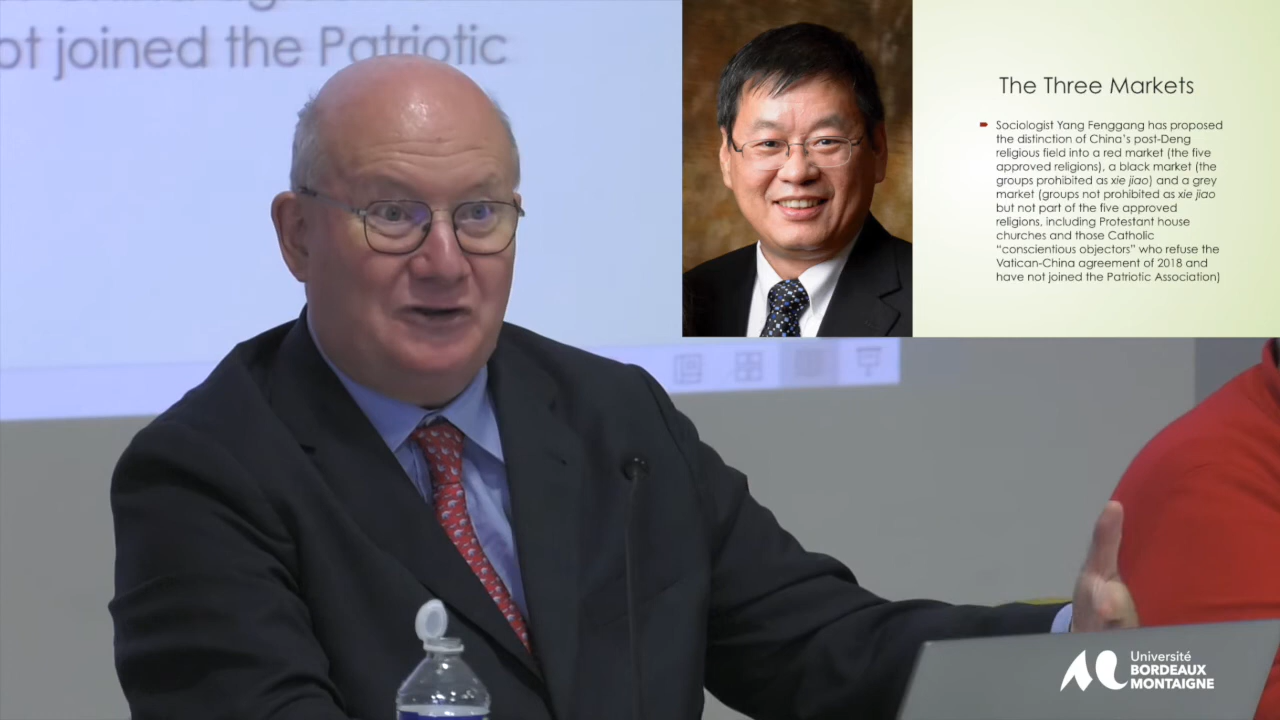 ot joined the Patriotic
The Three Markets
Sociologist Yang Fenggang has proposed
the distinction of China's post-Deng
religious field into a red market (the five
approved religions), a black market (the
groups prohibited as xie jiao) and a grey
market (groups not prohibited as xie jiao
but not part of the five approved
religions, including Protestant house
churches and those Catholic
“conscientious objectors” who refuse the
Vatican-China agreement of 2018 and
have not joined the Patriotic Association)
Université
BORDEAUX
MONTAIGNE